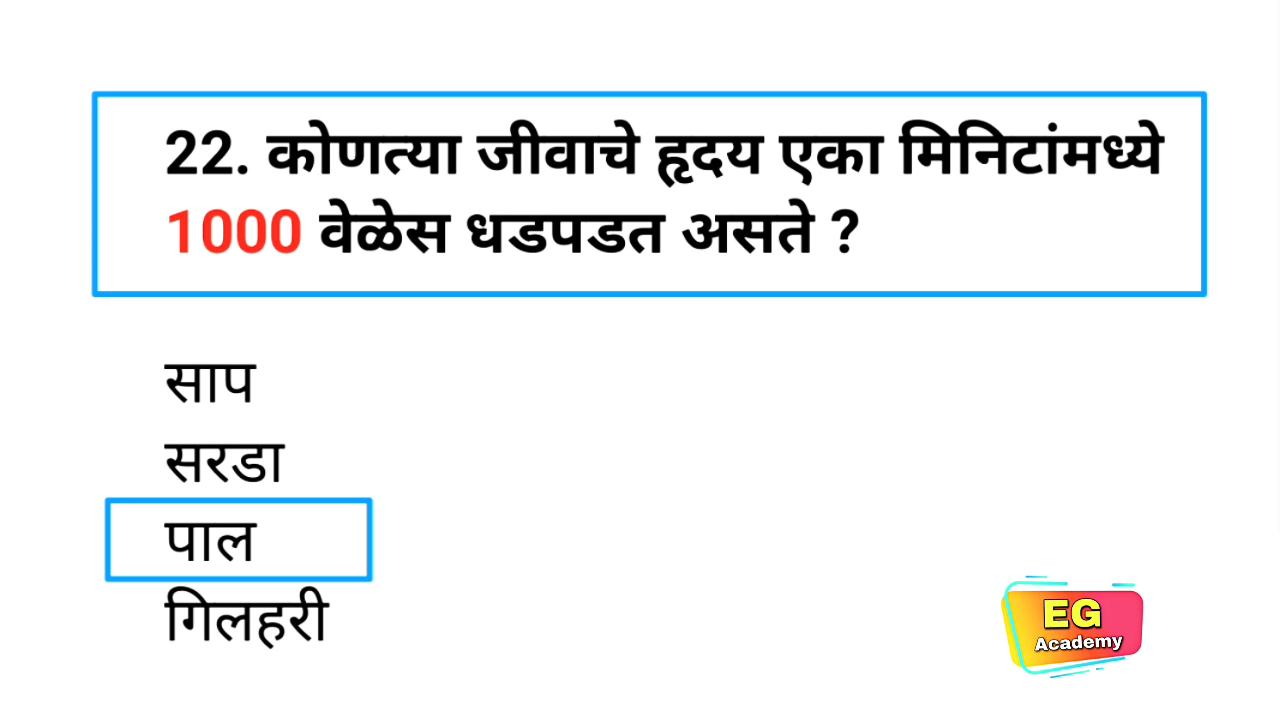 22. कोणत्या जीवाचे हृदय एका मिनिटांमध्ये
1000 वेळेस धडपडत असते ?
साप
सरडा
पाल
गिलहरी
EG
Academy